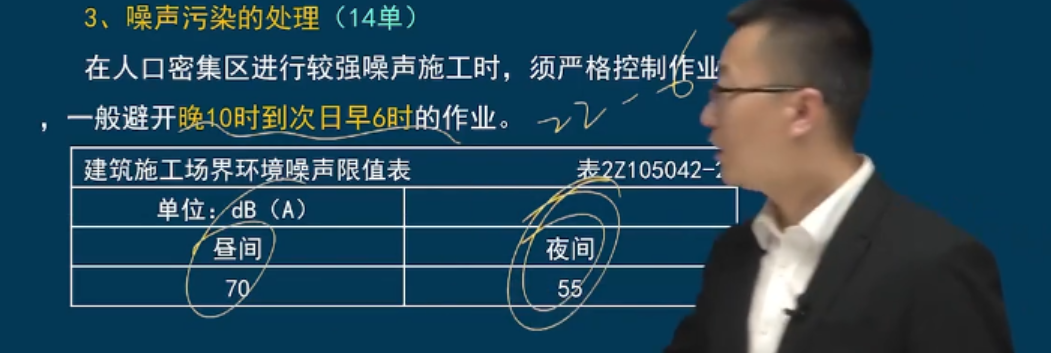 3、噪声污染的处理（14单）
在人口密集区进行较强噪声施工时，须严格控制作业
，一般避开晚10时到次日早6时的作业。 22-6
建筑施工场界环境噪声限值表 表2Z105042-2
单位：dB（A）
昼间 夜间
70 55